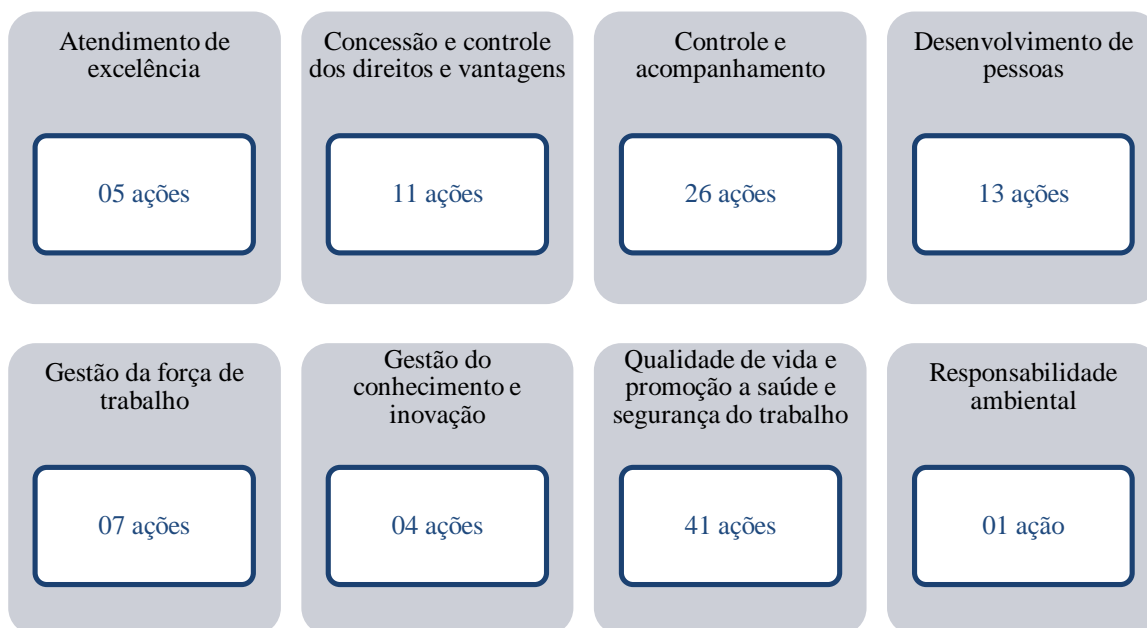 Atendimento de
excelência
05 ações
Concessão e controle
dos direitos e vantagens
11 ações
Controle e
acompanhamento
26 ações
Desenvolvimento de
pessoas
13 ações
Gestão da força de
trabalho
07 ações
Gestão do
conhecimento e
inovação
04 ações
Qualidade de vida e
promoção a saúde e
segurança do trabalho
41 ações
Responsabilidade
ambiental
01 ação